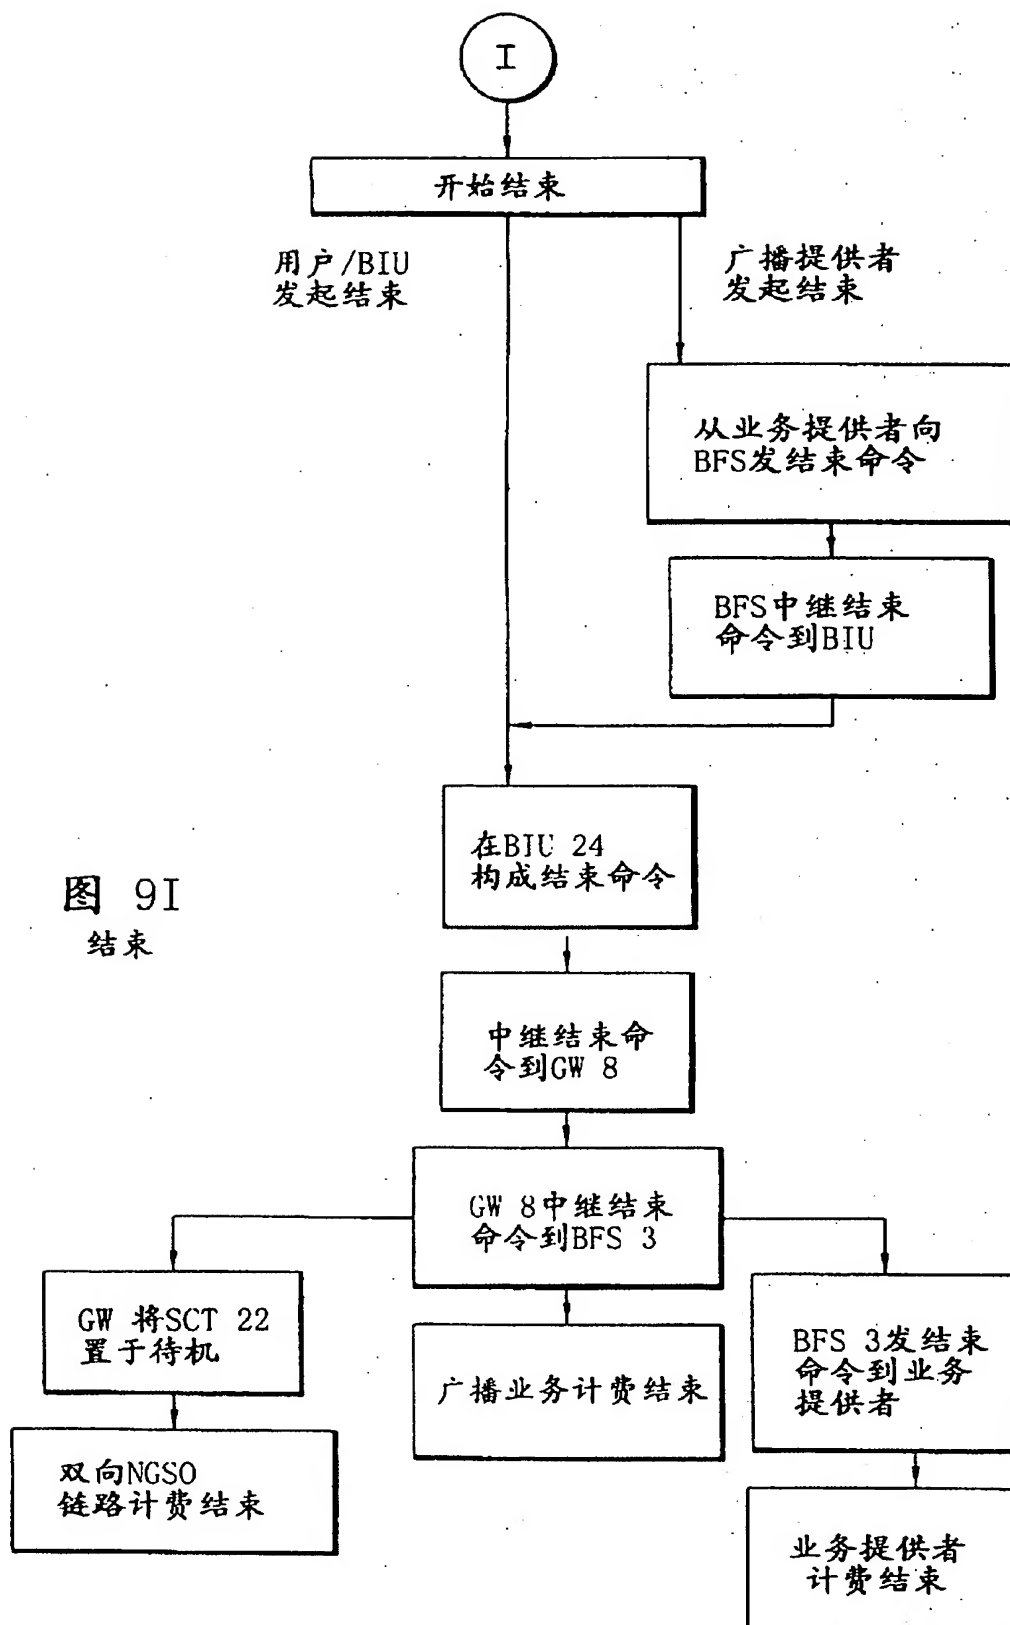 I
开始结束
用户/BIU
发起结束
广播提供者
发起结束
从业务提供者向
BFS发结束命令
BFS中继结束
命令到BIU
在BIU 24
构成结束命令
图 9I
结束
中继结束命
令到GW 8
GW 8中继结束
命令到BFS 3
GW 将SCT 22
置于待机
广播业务计费结束
BFS 3发结束
命令到业务
提供者
双向NGSO
链路计费结束
业务提供者
计费结束